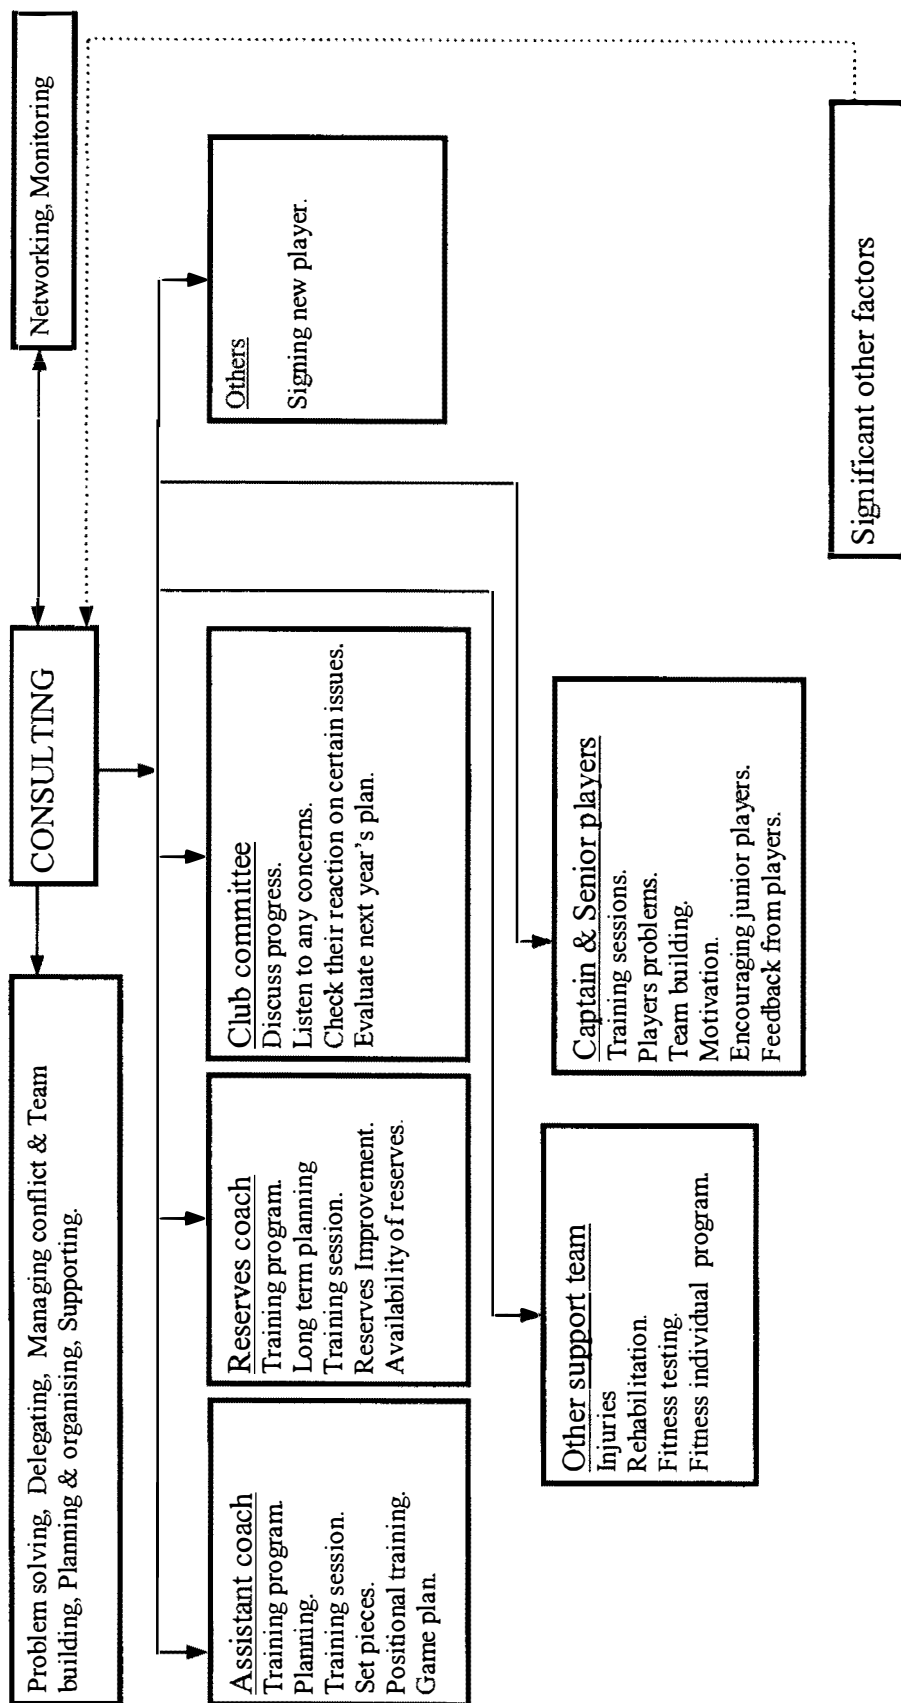 Problem solving, Delegating, Managing conflict & Team
building, Planning & organising, Supporting.
CONSULTING
Networking, Monitoring
Assistant coach
Training program.
Planning.
Training session.
Set pieces.
Positional training.
Game plan.
Reserves coach
Training program.
Long term planning
Training session.
Reserves Improvement.
Availability of reserves.
Club committee
Discuss progress.
Listen to any concerns.
Check their reaction on certain issues.
Evaluate next year's plan.
Others
Signing new player.
Other support team
Injuries
Rehabilitation.
Fitness testing.
Fitness individual program.
Captain & Senior players
Training sessions.
Players problems.
Team building.
Motivation.
Encouraging junior players.
Feedback from players.
Significant other factors